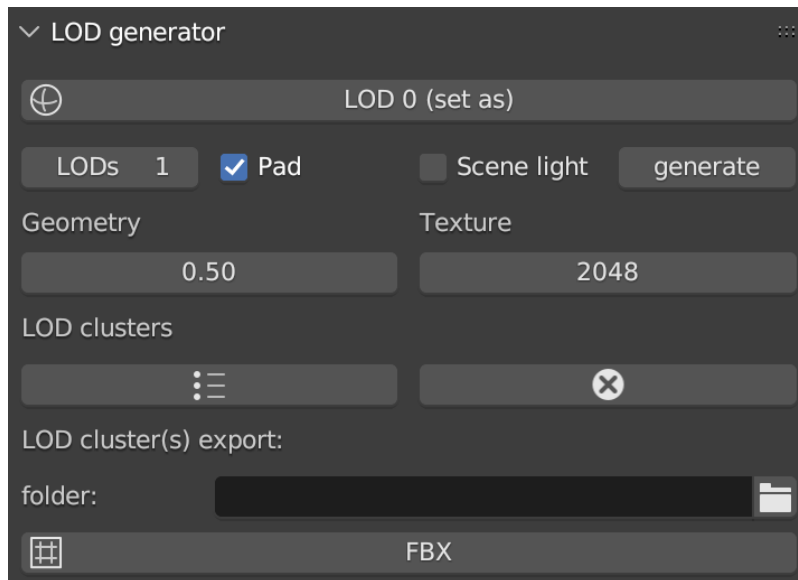 LOD generator
LOD 0 (set as)
LODs 1 Pad Scene light generate
Geometry Texture
0.50 2048
LOD clusters
LOD cluster(s) export:
folder:
FBX